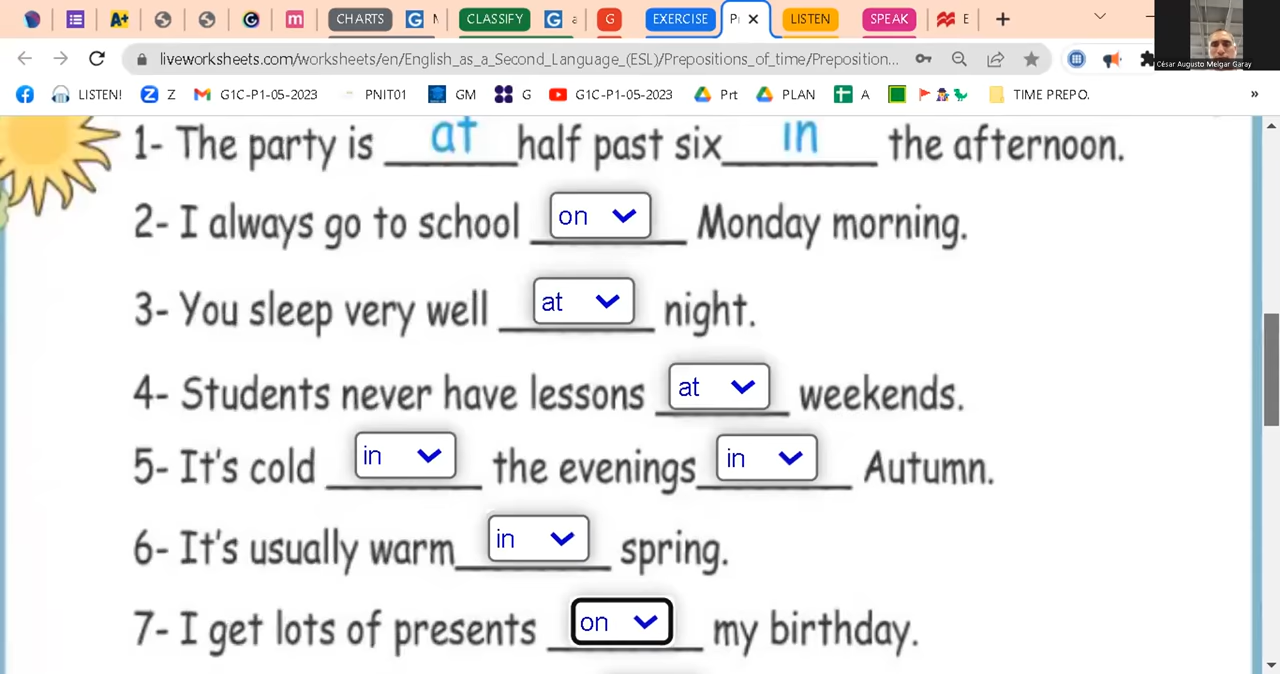 A+ CHARTS G CLASSIFY G a G EXERCISE LISTEN SPEAK E
liveworksheets.com/worksheets/en/English_as_a_Second_Language_(ESL)/Prepositions_of_time/Preposition...
César Augusto Melgar Garay
LISTEN! Z G1C-P1-05-2023 PNIT01 GM G G1C-P1-05-2023 Prt PLAN A TIME PREPO. »
1- The party is at half past six in the afternoon.
2- I always go to school on Monday morning.
3- You sleep very well at night.
4- Students never have lessons at weekends.
5- It's cold in the evenings in Autumn.
6- It's usually warm in spring.
7- I get lots of presents on my birthday.